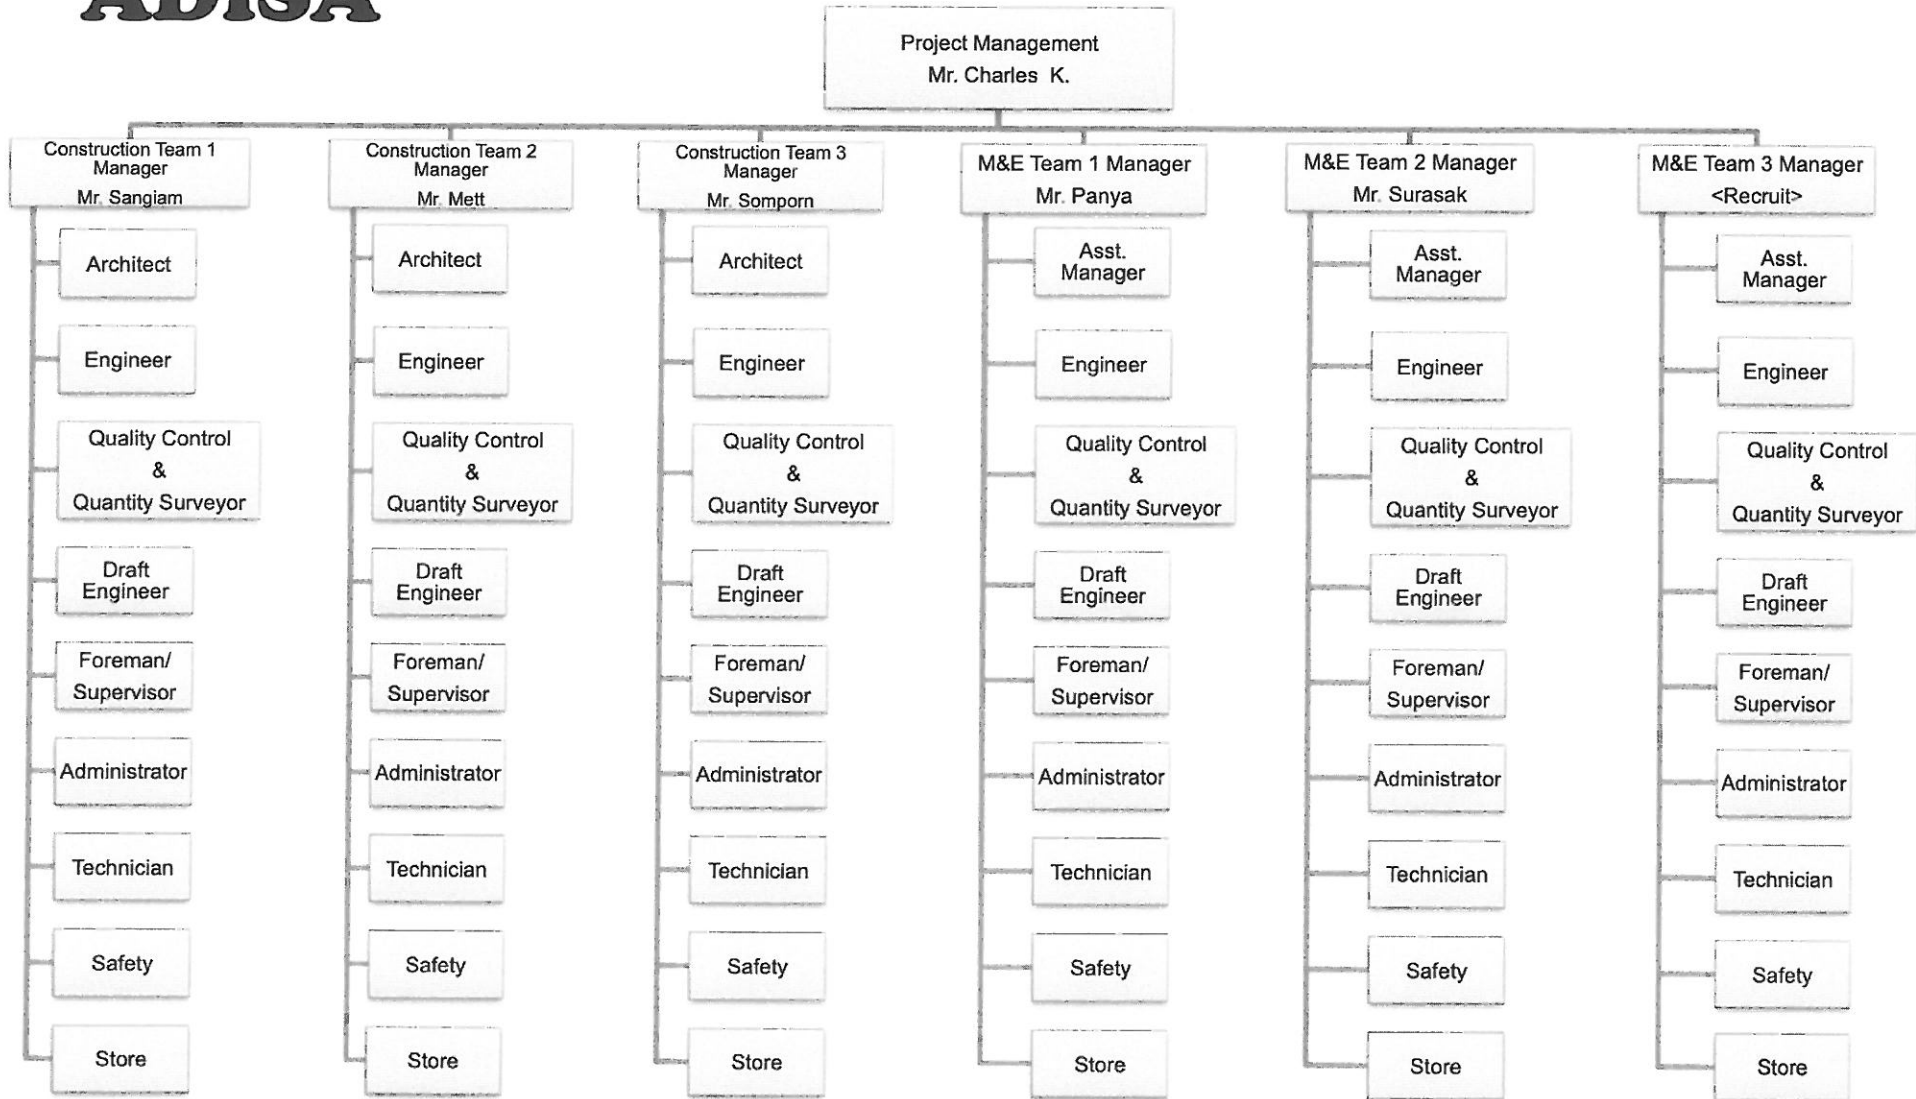 ADISA
Project Management
Mr. Charles K.
Construction Team 1
Manager
Mr. Sangiam
Architect
Engineer
Quality Control
&
Quantity Surveyor
Draft
Engineer
Foreman/
Supervisor
Administrator
Technician
Safety
Store
Construction Team 2
Manager
Mr. Mett
Architect
Engineer
Quality Control
&
Quantity Surveyor
Draft
Engineer
Foreman/
Supervisor
Administrator
Technician
Safety
Store
Construction Team 3
Manager
Mr. Somporn
Architect
Engineer
Quality Control
&
Quantity Surveyor
Draft
Engineer
Foreman/
Supervisor
Administrator
Technician
Safety
Store
M&E Team 1 Manager
Mr. Panya
Asst.
Manager
Engineer
Quality Control
&
Quantity Surveyor
Draft
Engineer
Foreman/
Supervisor
Administrator
Technician
Safety
Store
M&E Team 2 Manager
Mr. Surasak
Asst.
Manager
Engineer
Quality Control
&
Quantity Surveyor
Draft
Engineer
Foreman/
Supervisor
Administrator
Technician
Safety
Store
M&E Team 3 Manager
<Recruit>
Asst.
Manager
Engineer
Quality Control
&
Quantity Surveyor
Draft
Engineer
Foreman/
Supervisor
Administrator
Technician
Safety
Store